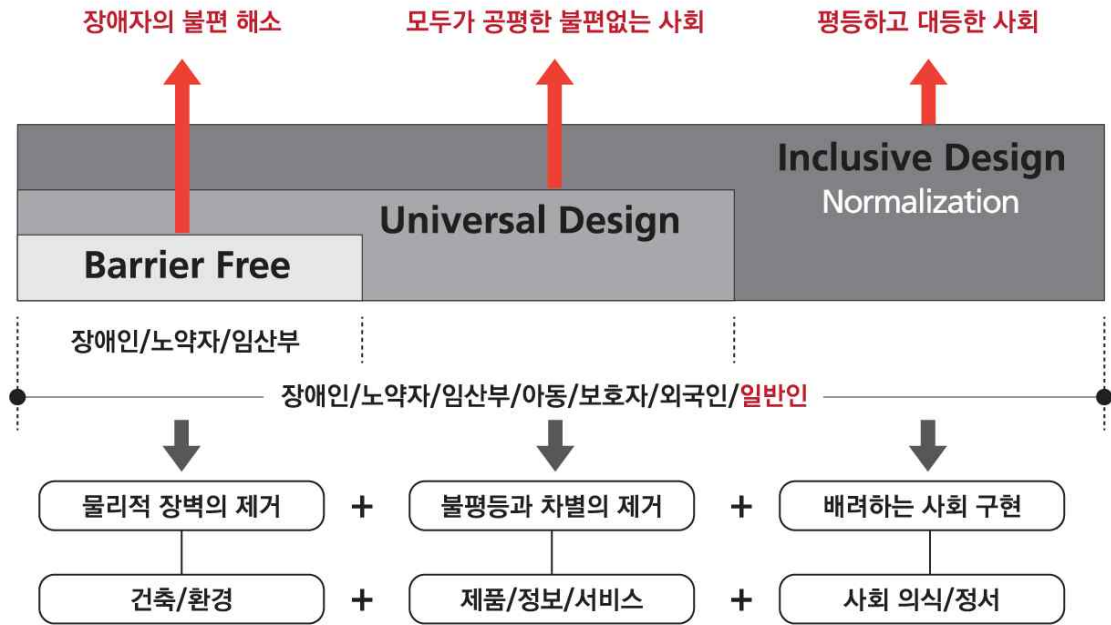 장애자의 불편 해소
모두가 공평한 불편없는 사회
평등하고 대등한 사회
Inclusive Design
Normalization
Universal Design
Barrier Free
장애인/노약자/임산부
장애인/노약자/임산부/아동/보호자/외국인/일반인
물리적 장벽의 제거 + 불평등과 차별의 제거 + 배려하는 사회 구현
건축/환경 + 제품/정보/서비스 + 사회 의식/정서